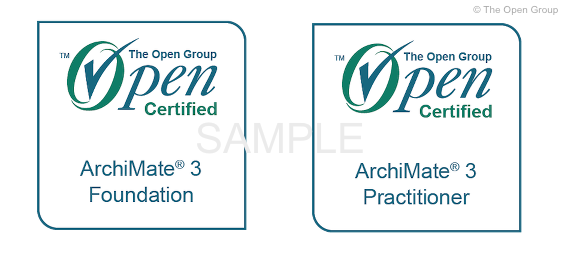 © The Open Group
TM The Open Group
Open
Certified
ArchiMate® 3
Foundation
SAMPLE
TM The Open Group
Open
Certified
ArchiMate® 3
Practitioner